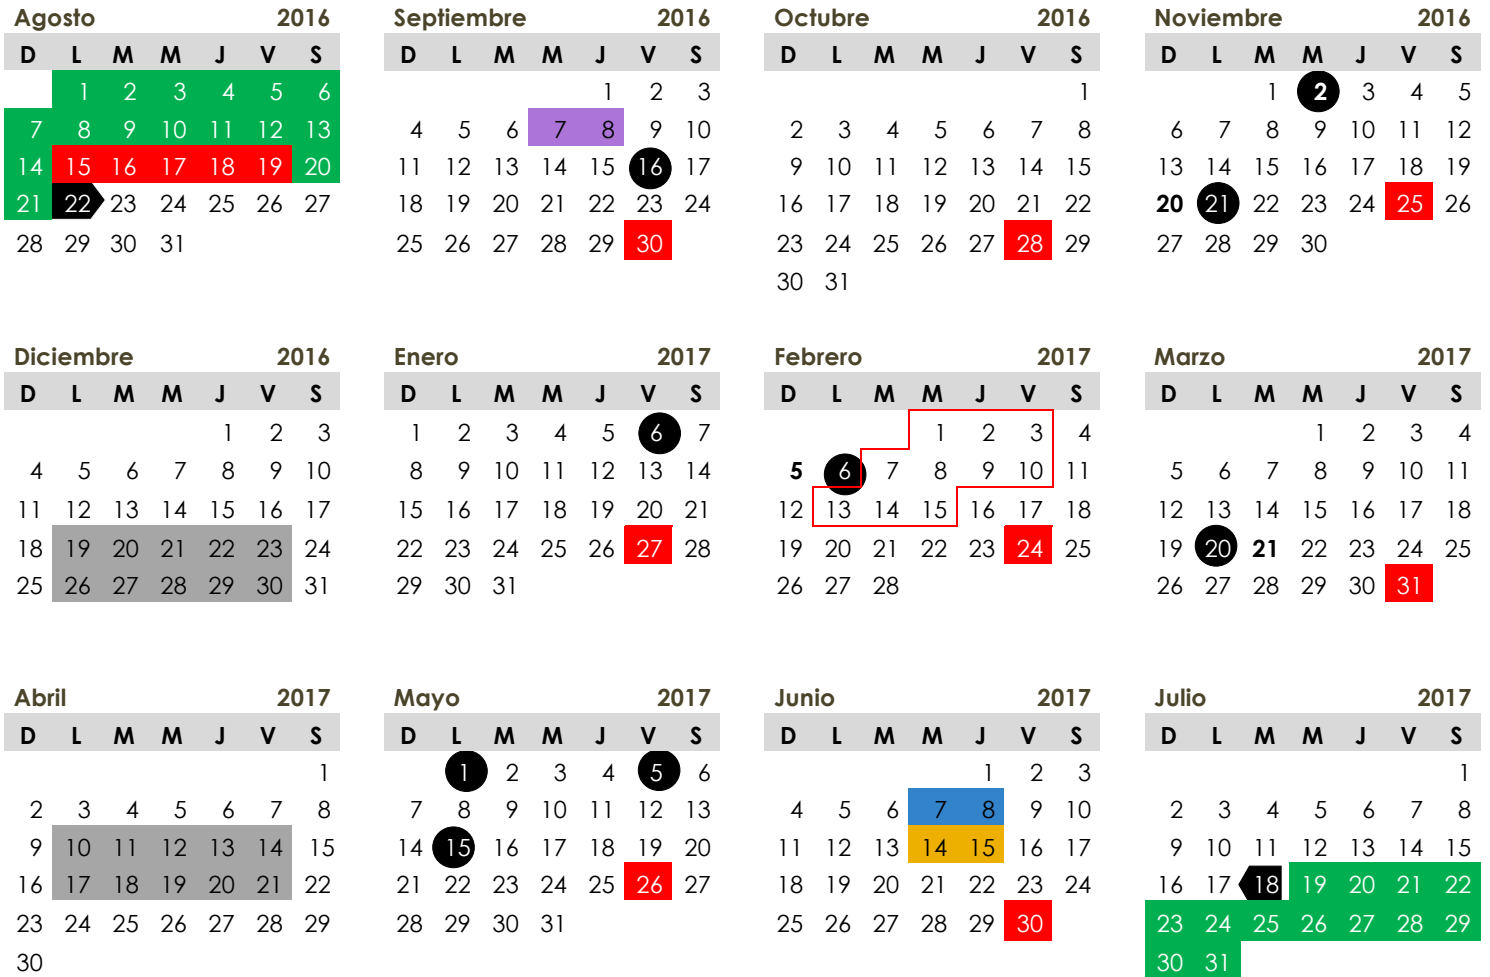 Agosto 2016 Septiembre 2016 Octubre 2016 Noviembre 2016
D L M M J V S D L M M J V S D L M M J V S D L M M J V S
1 2 3 4 5 6 1 2 3 1 1 2 3 4 5
7 8 9 10 11 12 13 4 5 6 7 8 9 10 2 3 4 5 6 7 8 6 7 8 9 10 11 12
14 15 16 17 18 19 20 11 12 13 14 15 16 17 9 10 11 12 13 14 15 13 14 15 16 17 18 19
21 22 23 24 25 26 27 18 19 20 21 22 23 24 16 17 18 19 20 21 22 20 21 22 23 24 25 26
28 29 30 31 25 26 27 28 29 30 23 24 25 26 27 28 29 27 28 29 30
30 31
Diciembre 2016 Enero 2017 Febrero 2017 Marzo 2017
D L M M J V S D L M M J V S D L M M J V S D L M M J V S
1 2 3 1 2 3 4 5 6 7 1 2 3 4 1 2 3 4
4 5 6 7 8 9 10 8 9 10 11 12 13 14 5 6 7 8 9 10 11 5 6 7 8 9 10 11
11 12 13 14 15 16 17 15 16 17 18 19 20 21 12 13 14 15 16 17 18 12 13 14 15 16 17 18
18 19 20 21 22 23 24 22 23 24 25 26 27 28 19 20 21 22 23 24 25 19 20 21 22 23 24 25
25 26 27 28 29 30 31 29 30 31 26 27 28 26 27 28 29 30 31
Abril 2017 Mayo 2017 Junio 2017 Julio 2017
D L M M J V S D L M M J V S D L M M J V S D L M M J V S
1 1 2 3 4 5 6 1 2 3 1
2 3 4 5 6 7 8 7 8 9 10 11 12 13 4 5 6 7 8 9 10 2 3 4 5 6 7 8
9 10 11 12 13 14 15 14 15 16 17 18 19 20 11 12 13 14 15 16 17 9 10 11 12 13 14 15
16 17 18 19 20 21 22 21 22 23 24 25 26 27 18 19 20 21 22 23 24 16 17 18 19 20 21 22
23 24 25 26 27 28 29 28 29 30 31 25 26 27 28 29 30 23 24 25 26 27 28 29
30 30 31